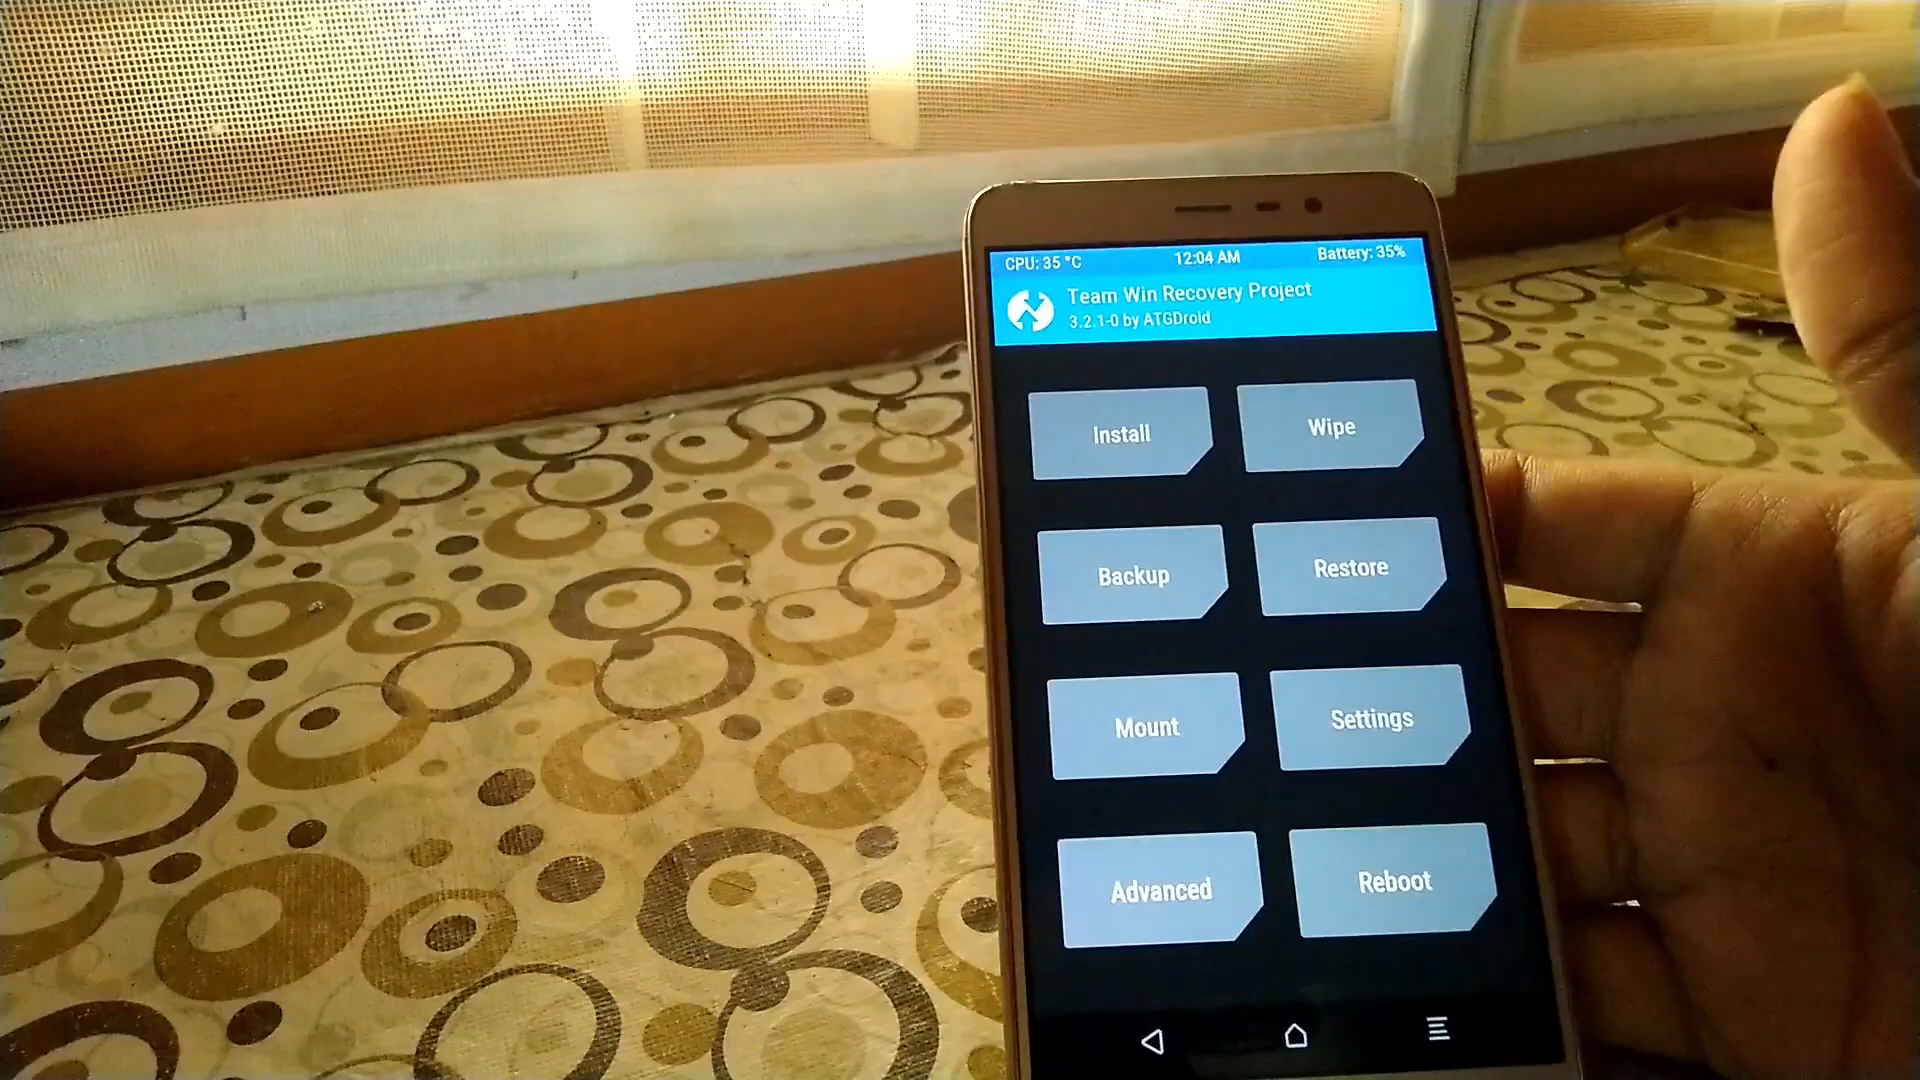 CPU: 35 °C 12:04 AM Battery: 35%
Team Win Recovery Project
3.2.1-0 by ATGDroid
Install Wipe
Backup Restore
Mount Settings
Advanced Reboot